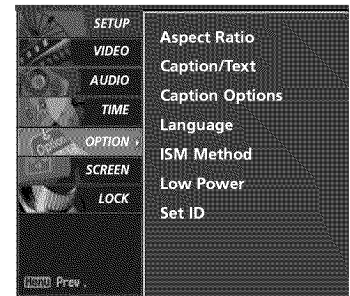 SETUP
VIDEO
AUDIO
TIME
OPTION
SCREEN
LOCK
Menu Prev.
Aspect Ratio
Caption/Text
Caption Options
Language
ISM Method
Low Power
Set ID